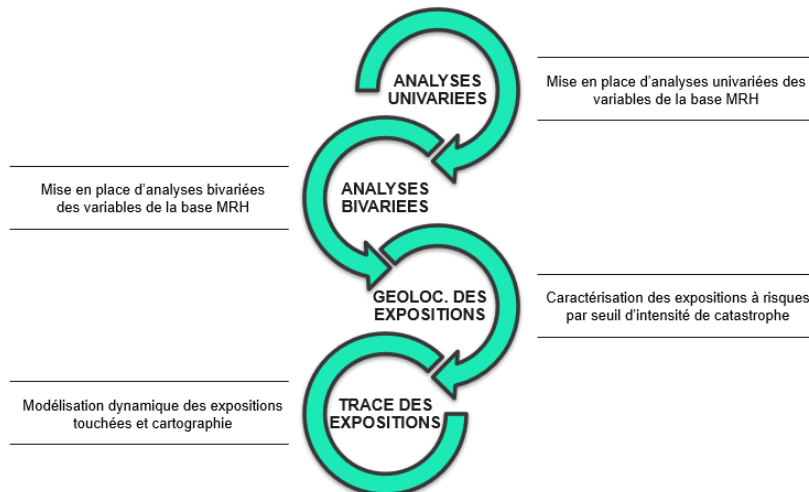 ANALYSES
UNIVARIEES
Mise en place d'analyses univariées des
variables de la base MRH
Mise en place d'analyses bivariées
des variables de la base MRH
ANALYSES
BIVARIEES
GEOLOC. DES
EXPOSITIONS
Caractérisation des expositions à risques
par seuil d'intensité de catastrophe
Modélisation dynamique des expositions
touchées et cartographie
TRACE DES
EXPOSITIONS